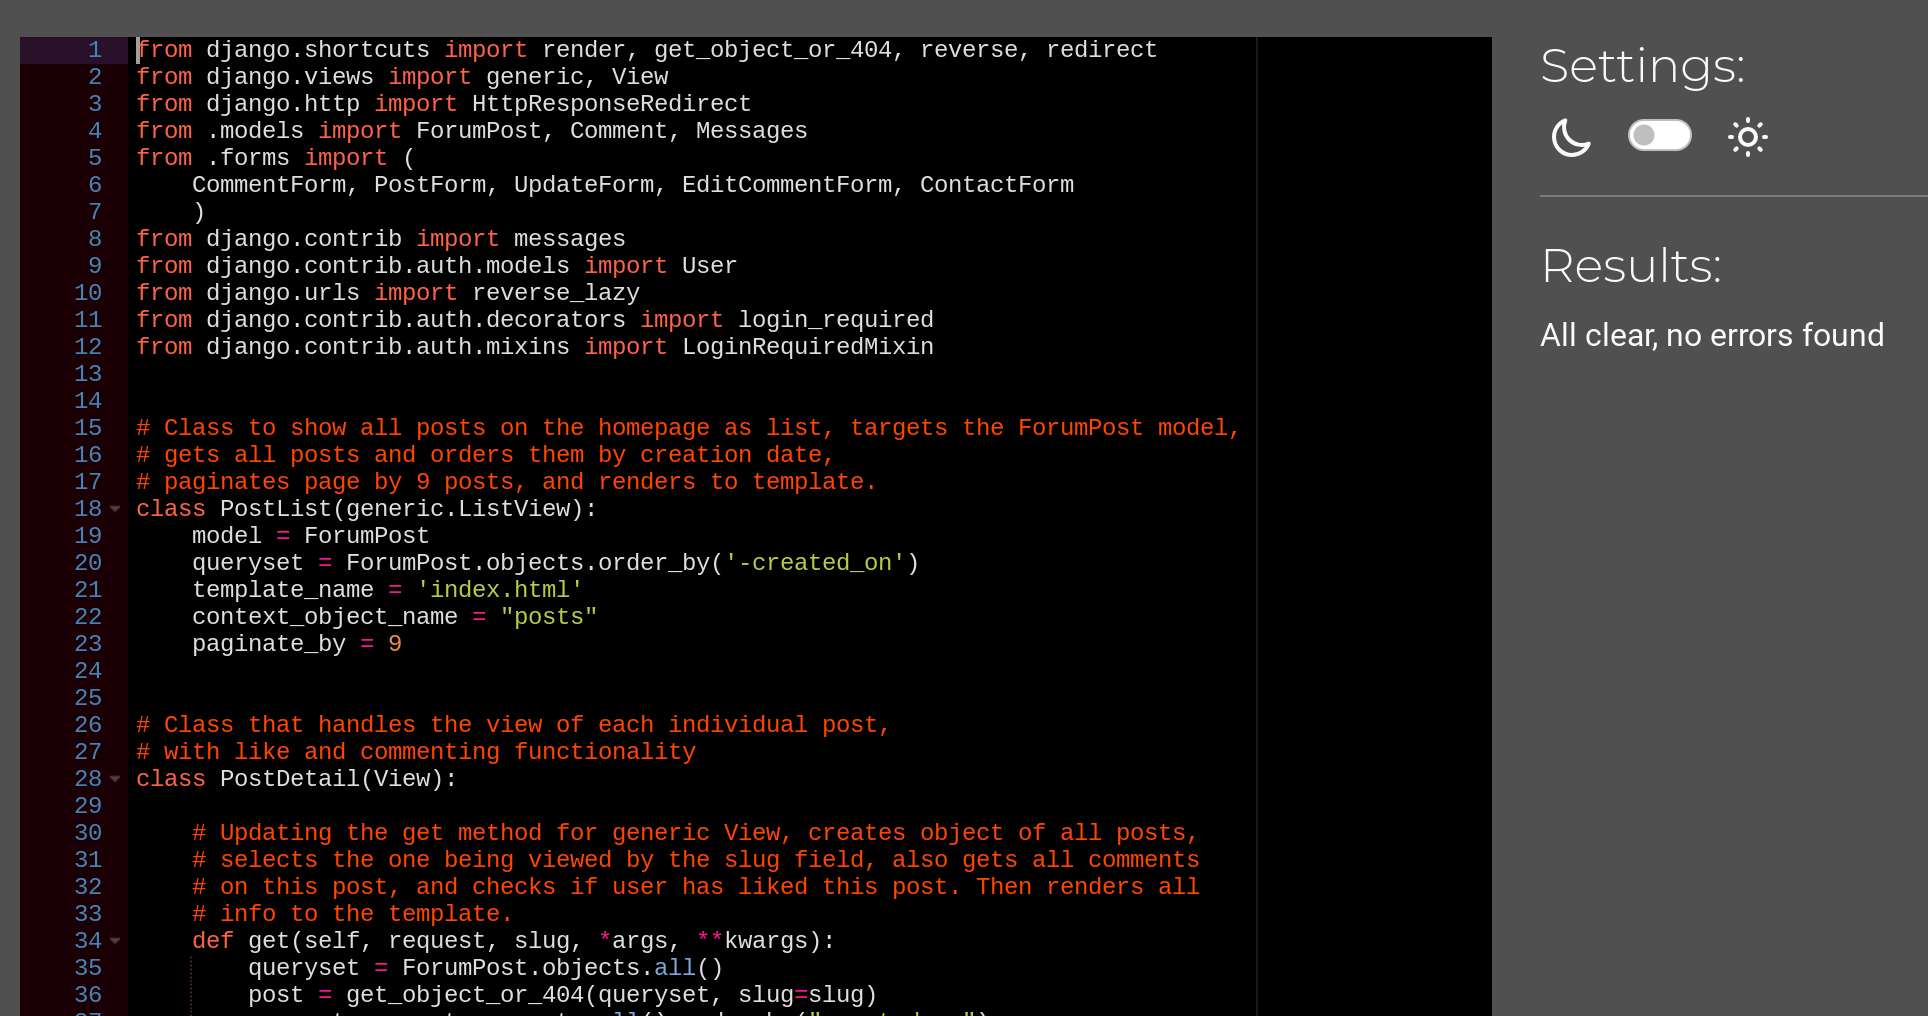 1 from django.shortcuts import render, get_object_or_404, reverse, redirect
2 from django.views import generic, View
3 from django.http import HttpResponseRedirect
4 from .models import ForumPost, Comment, Messages
5 from .forms import (
6     CommentForm, PostForm, UpdateForm, EditCommentForm, ContactForm
7     )
8 from django.contrib import messages
9 from django.contrib.auth.models import User
10 from django.urls import reverse_lazy
11 from django.contrib.auth.decorators import login_required
12 from django.contrib.auth.mixins import LoginRequiredMixin
13
14
15 # Class to show all posts on the homepage as list, targets the ForumPost model,
16 # gets all posts and orders them by creation date,
17 # paginates page by 9 posts, and renders to template.
18 class PostList(generic.ListView):
19     model = ForumPost
20     queryset = ForumPost.objects.order_by('-created_on')
21     template_name = 'index.html'
22     context_object_name = "posts"
23     paginate_by = 9
24
25
26 # Class that handles the view of each individual post,
27 # with like and commenting functionality
28 class PostDetail(View):
29
30     # Updating the get method for generic View, creates object of all posts,
31     # selects the one being viewed by the slug field, also gets all comments
32     # on this post, and checks if user has liked this post. Then renders all
33     # info to the template.
34     def get(self, request, slug, *args, **kwargs):
35         queryset = ForumPost.objects.all()
36         post = get_object_or_404(queryset, slug=slug)
Settings:
Results:
All clear, no errors found